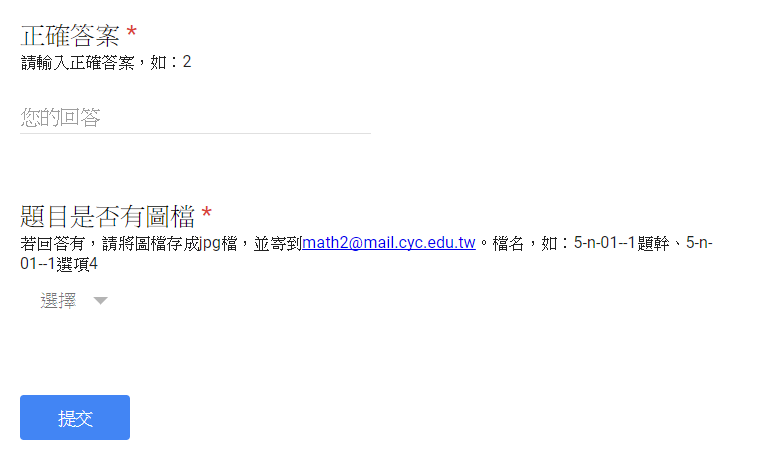 正確答案 *
請輸入正確答案，如：2
您的回答
題目是否有圖檔 *
若回答有，請將圖檔存成jpg檔，並寄到math2@mail.cyc.edu.tw。檔名，如：5-n-01--1題幹、5-n-
01--1選項4
選擇
提交